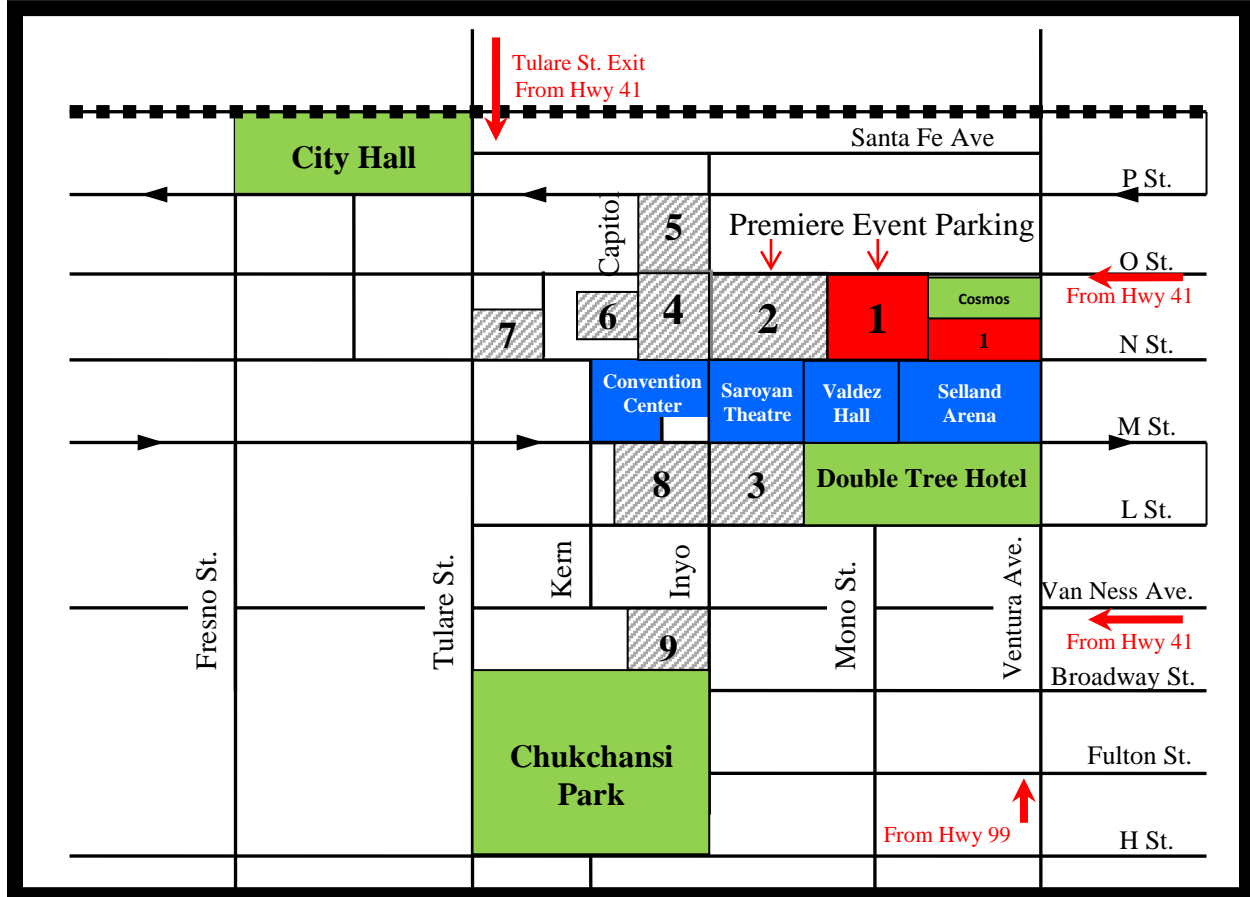 Tulare St. Exit
From Hwy 41
Santa Fe Ave
City Hall
P St.
Capitol
5
Premiere Event Parking
O St.
From Hwy 41
Cosmos
6
4
2
1
7
1
N St.
Convention
Center
Saroyan
Theatre
Valdez
Hall
Selland
Arena
M St.
8
3
Double Tree Hotel
L St.
Fresno St.
Tulare St.
Kern
Inyo
Mono St.
Ventura Ave.
Van Ness Ave.
From Hwy 41
9
Broadway St.
Chukchansi
Park
Fulton St.
From Hwy 99
H St.